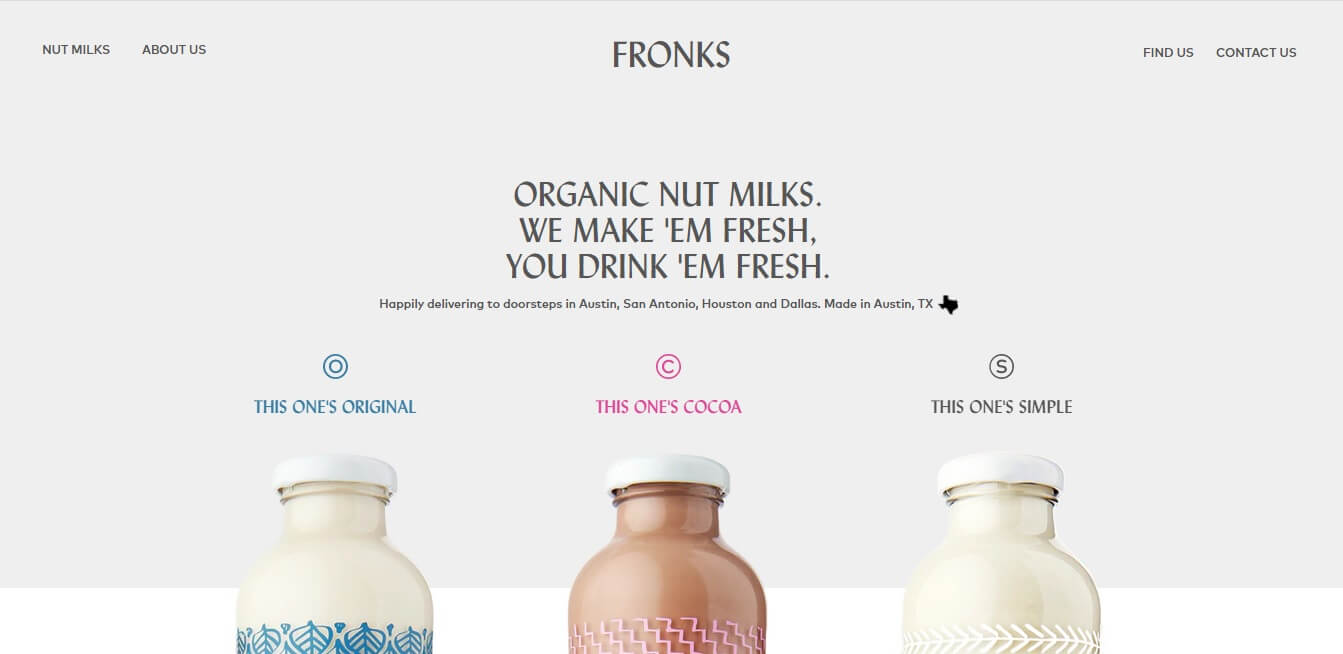 NUT MILKS
ABOUT US
FRONKS
FIND US
CONTACT US
ORGANIC NUT MILKS.
WE MAKE 'EM FRESH,
YOU DRINK 'EM FRESH.
Happily delivering to doorsteps in Austin, San Antonio, Houston and Dallas. Made in Austin, TX
O
C
S
THIS ONE'S ORIGINAL
THIS ONE'S COCOA
THIS ONE'S SIMPLE